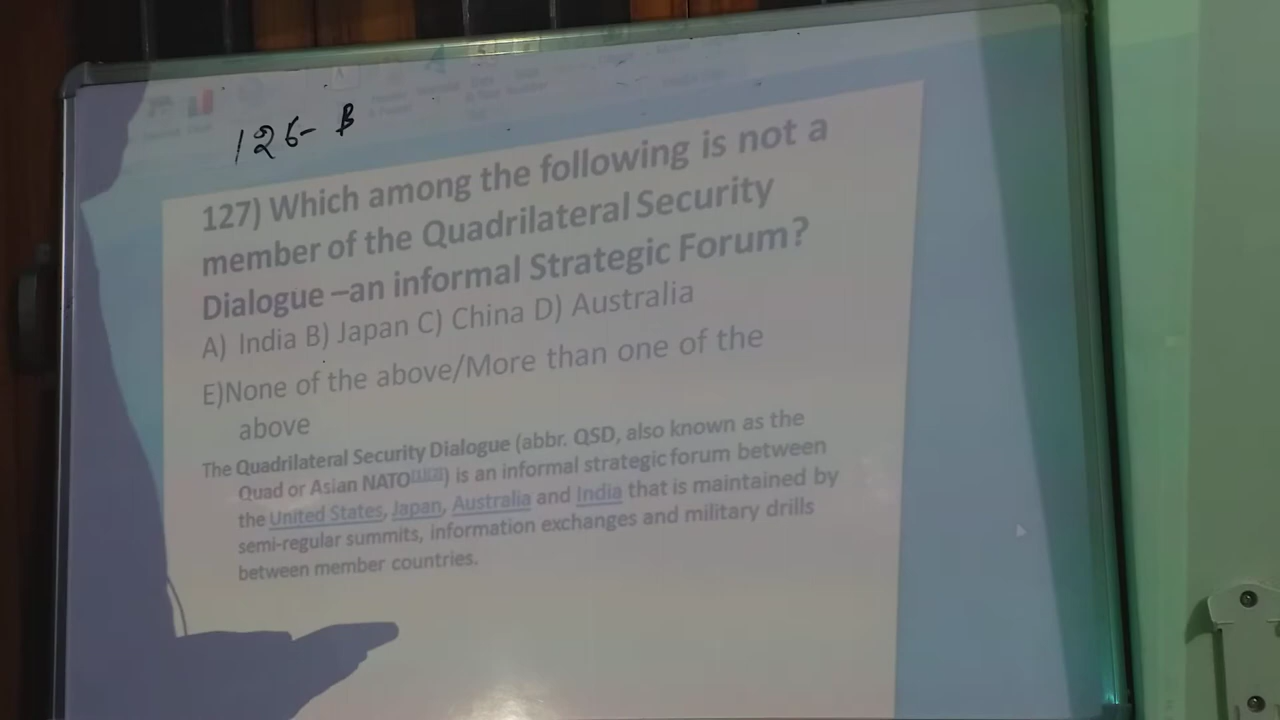 126- B
127) Which among the following is not a
member of the Quadrilateral Security
Dialogue –an informal Strategic Forum?
A) India B) Japan C) China D) Australia
E)None of the above/More than one of the
above
The Quadrilateral Security Dialogue (abbr. QSD, also known as the
Quad or Asian NATO[1][2]) is an informal strategic forum between
the United States, Japan, Australia and India that is maintained by
semi-regular summits, information exchanges and military drills
between member countries.